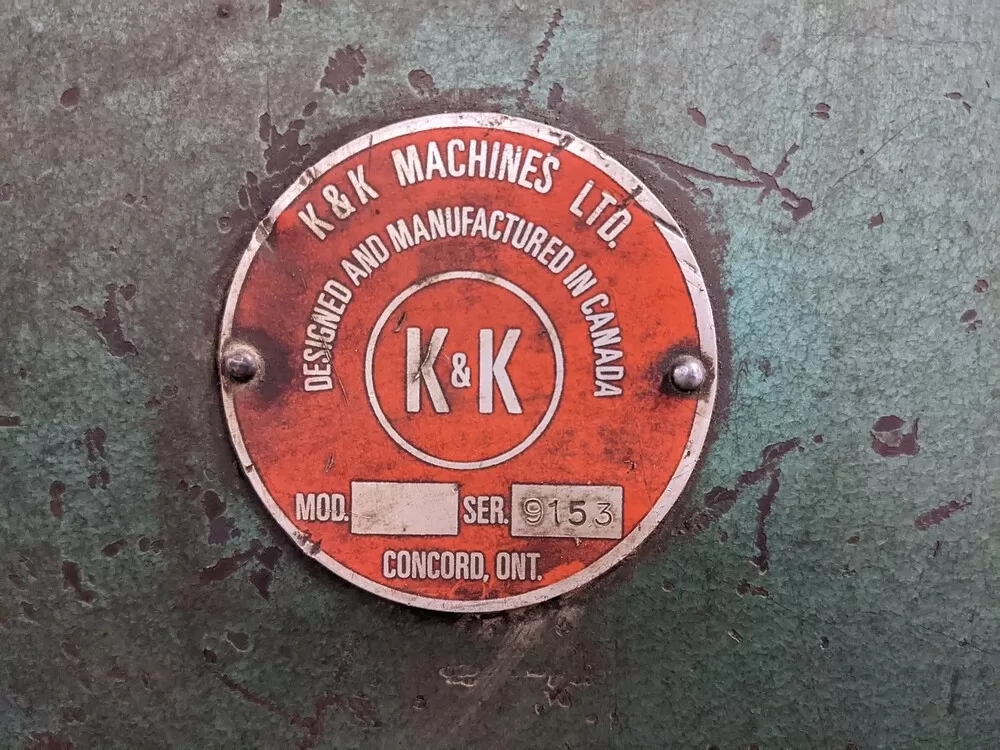 K & K MACHINES LTD.
DESIGNED AND MANUFACTURED IN CANADA
K & K
MOD. SER. 9153
CONCORD, ONT.